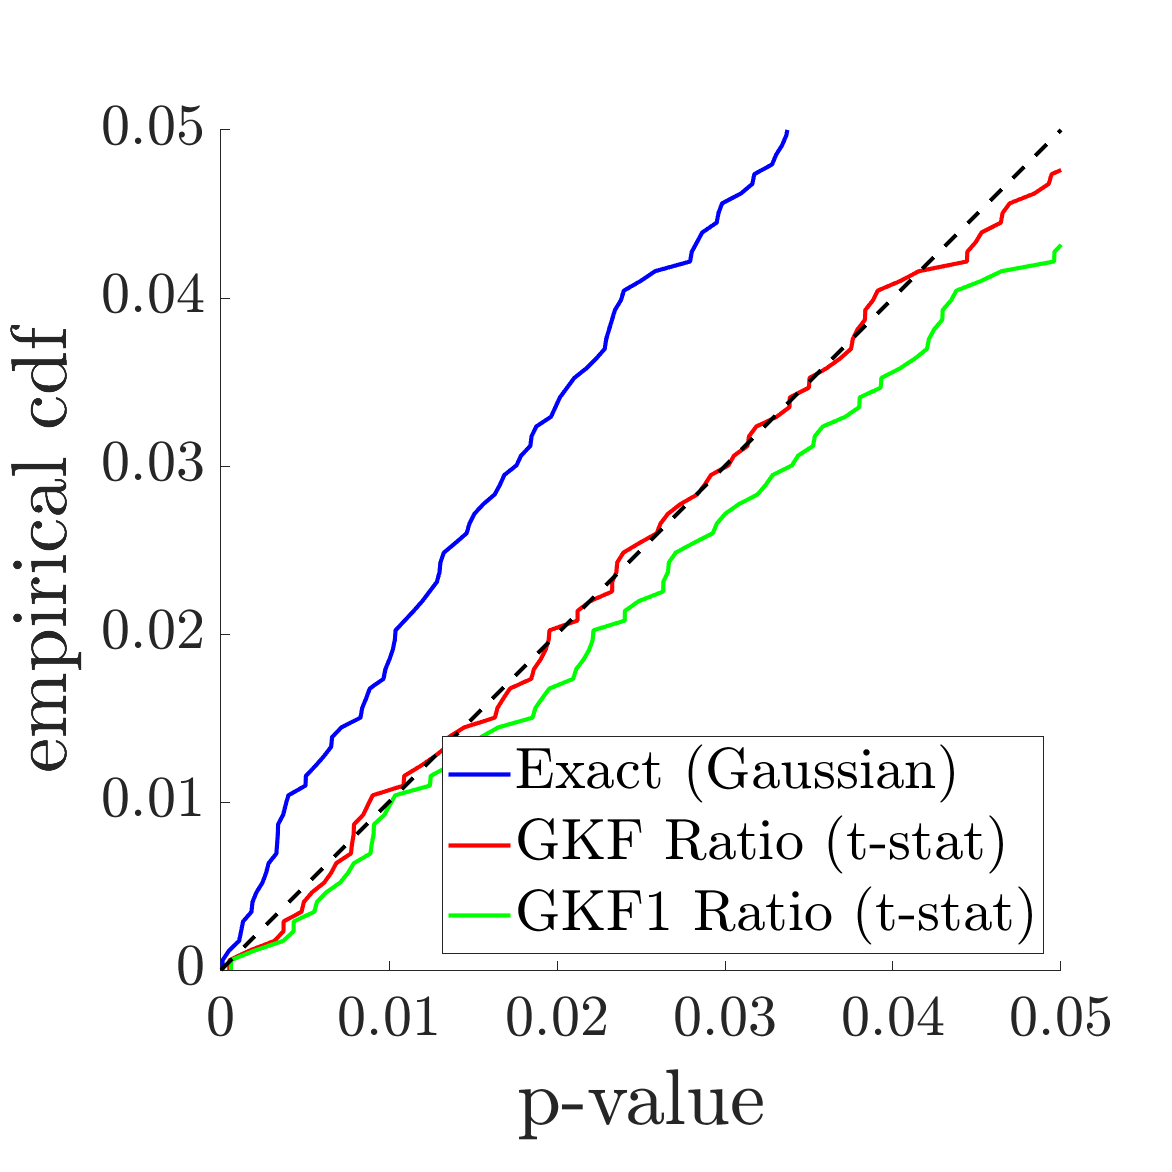 0.05
0.04
0.03
0.02
0.01
0
empirical cdf
Exact (Gaussian)
GKF Ratio (t-stat)
GKF1 Ratio (t-stat)
0 0.01 0.02 0.03 0.04 0.05
p-value